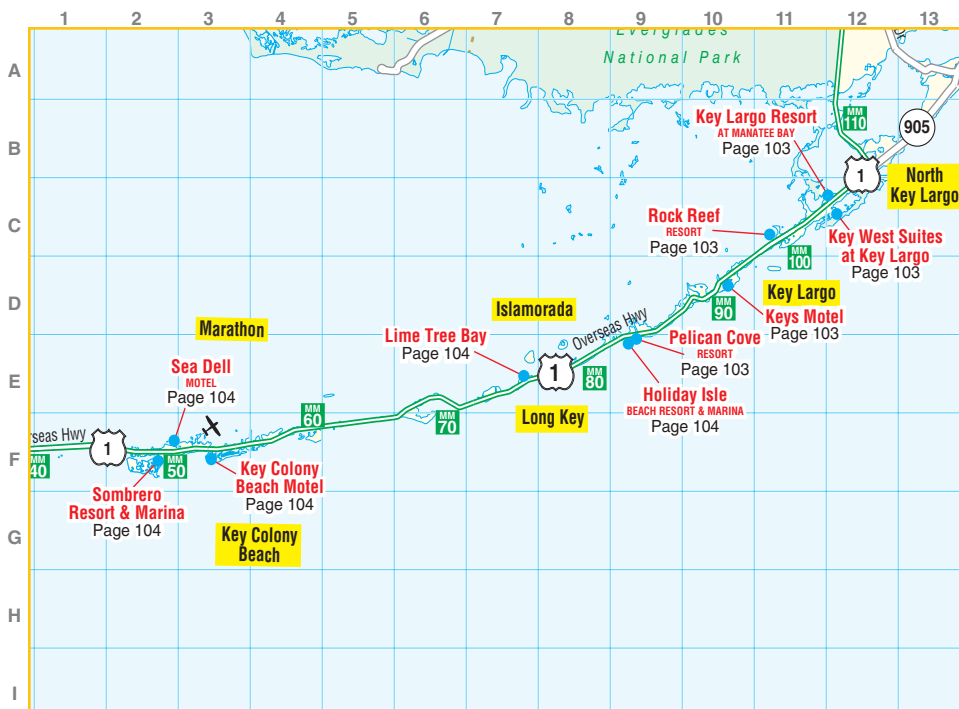 1 2 3 4 5 6 7 8 9 10 11 12 13
A
B
C
D
E
F
G
H
I
Everglades
National Park
Key Largo Resort
AT MANATEE BAY
Page 103
MM
110
905
1
North
Key Largo
Rock Reef
RESORT
Page 103
MM
100
Key West Suites
at Key Largo
Page 103
Key Largo
MM
90
Keys Motel
Page 103
Islamorada
Overseas Hwy
Marathon
Lime Tree Bay
Page 104
Pelican Cove
RESORT
Page 103
1
MM
80
Holiday Isle
BEACH RESORT & MARINA
Page 104
Sea Dell
MOTEL
Page 104
Long Key
MM
60
MM
70
rseas Hwy
1
MM
40
MM
50
Key Colony
Beach Motel
Page 104
Sombrero
Resort & Marina
Page 104
Key Colony
Beach